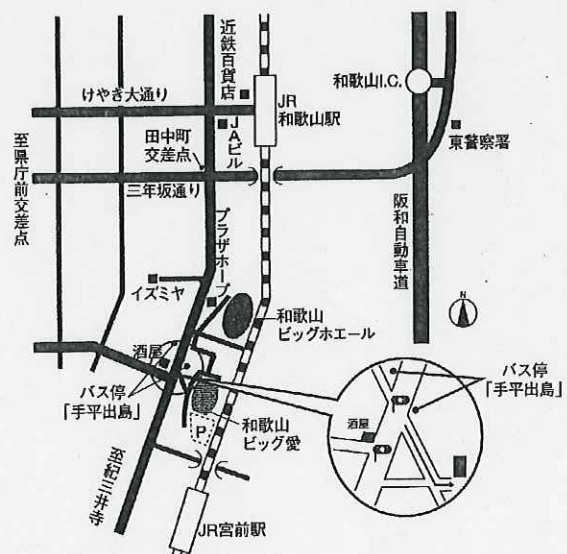 近鉄百貨店
けやき大通り
JR
和歌山駅
和歌山I.C.
JAビル
田中町
交差点
東警察署
三年坂通り
至県庁前交差点
阪和自動車道
プラザホープ
イズミヤ
N
和歌山
ビッグホエール
酒屋
バス停
「手平出島」
バス停
「手平出島」
酒屋
和歌山
ビッグ愛
P
至紀三井寺
JR宮前駅